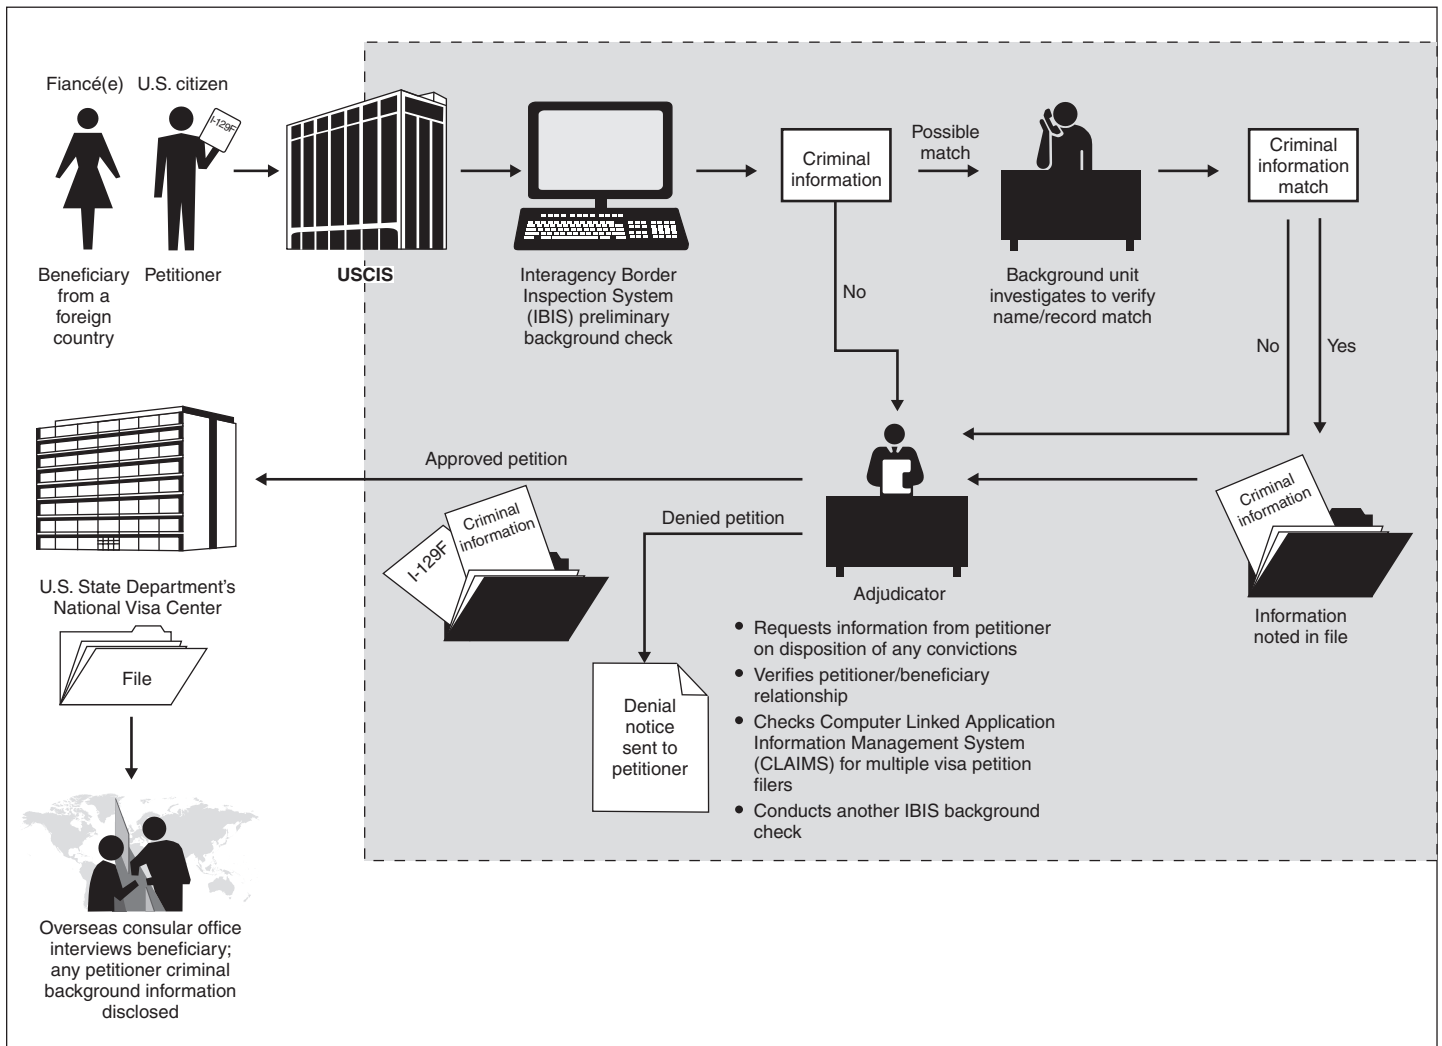 Fiancé(e)
U.S. citizen
I-129F
Beneficiary
from a
foreign
country
Petitioner
USCIS
Interagency Border
Inspection System
(IBIS) preliminary
background check
Criminal
information
Possible
match
No
Background unit
investigates to verify
name/record match
Criminal
information
match
No
Yes
Criminal
information
Information
noted in file
Adjudicator
• Requests information from petitioner
on disposition of any convictions
• Verifies petitioner/beneficiary
relationship
• Checks Computer Linked Application
Information Management System
(CLAIMS) for multiple visa petition
filers
• Conducts another IBIS background
check
Approved petition
I-129F
Criminal
information
Denied petition
Denial
notice
sent to
petitioner
U.S. State Department's
National Visa Center
File
Overseas consular office
interviews beneficiary;
any petitioner criminal
background information
disclosed